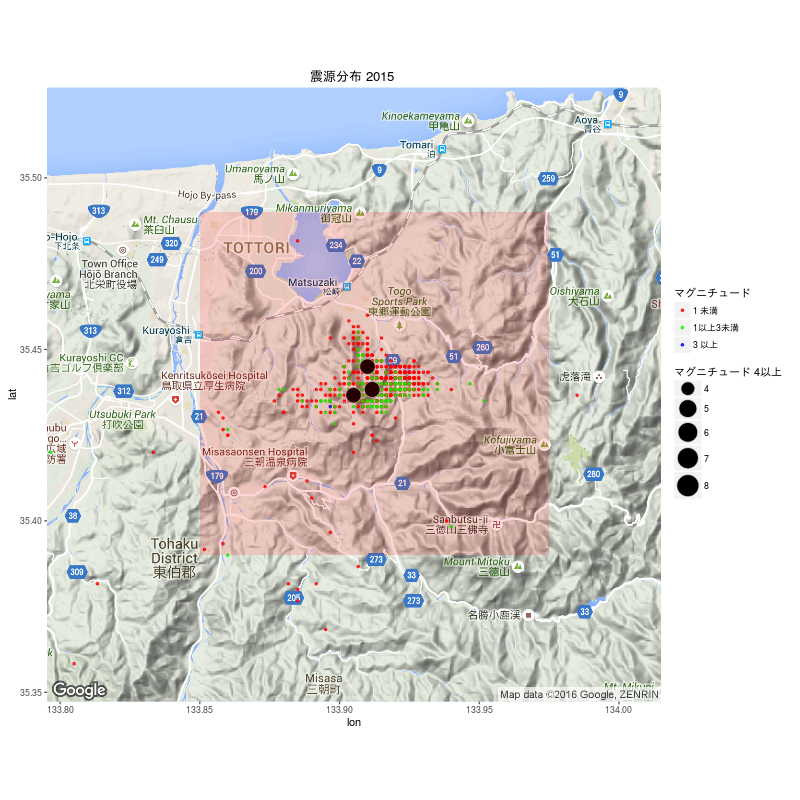 震源分布 2015
Kinoekameyama
甲亀山
9
Aoya
青谷
Tomari
泊
Umanoyama
馬ノ山
9
259
35.50
Hojo By-pass
313
179
Mikanmuriyama
御冠山
Mt. Chausu
茶臼山
o-Hojo
下北条
320
TOTTORI
234
51
249
Town Office
Hōjō Branch
北栄町役場
200
22
Matsuzaki
松崎
yama
家山
Togo
Sports Park
東郷運動公園
Oishiyama
大石山
Sh
313
Kurayoshi
倉吉
35.45
29
51
260
Kurayoshi GC
吉ゴルフ倶楽部
Kenritsukōsei Hospital
鳥取県立厚生病院
虎落滝
312
Utsubuki Park
打吹公園
21
ubu
go...
広域
防署
Misasaonsen Hospital
三朝温泉病院
Kofujiyama
小富士山
179
21
280
38
35.40
Sanbutsu-ji
三徳山三佛寺
Tohaku
District
東伯郡
273
Mount Mitoku
三徳山
309
33
205
273
名勝小鹿渓
33
k
Misasa
三朝町
Mt. Mikuni
35.35
Google
Map data ©2016 Google, ZENRIN
133.80
133.85
133.90
133.95
134.00
lon
lat
マグニチュード
1 未満
1以上3未満
3 以上
マグニチュード 4以上
4
5
6
7
8